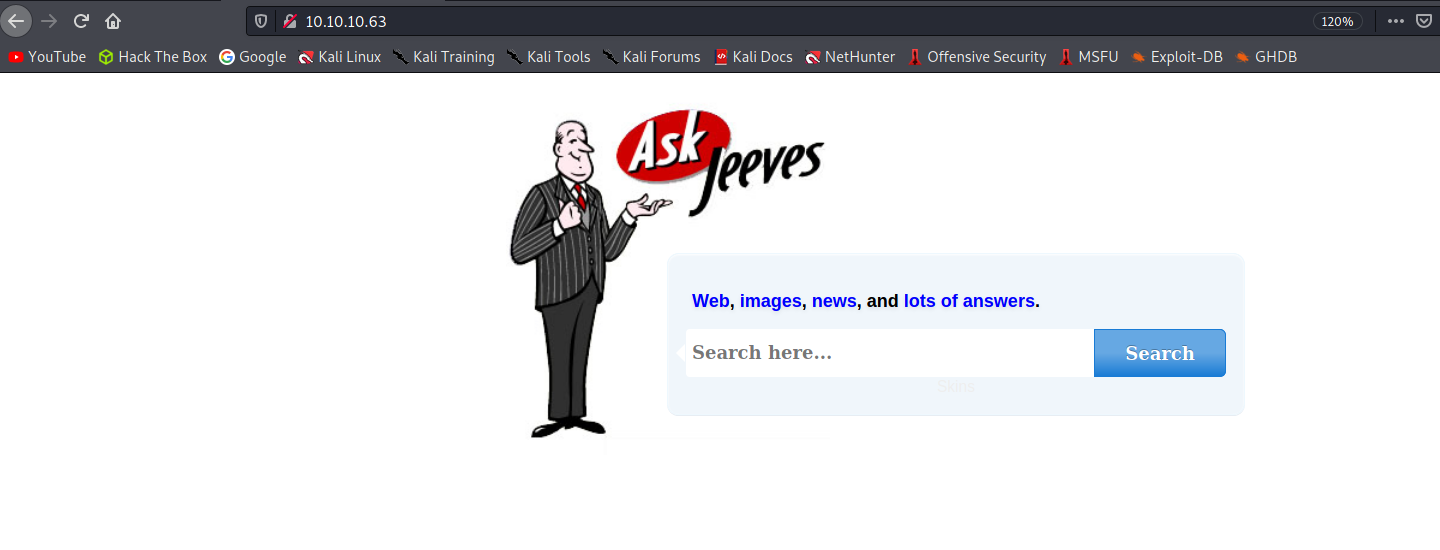 10.10.10.63
120%
YouTube Hack The Box Google Kali Linux Kali Training Kali Tools Kali Forums Kali Docs NetHunter Offensive Security MSFU Exploit-DB GHDB
Ask
Jeeves
Web, images, news, and lots of answers.
Search here... Search
Skins